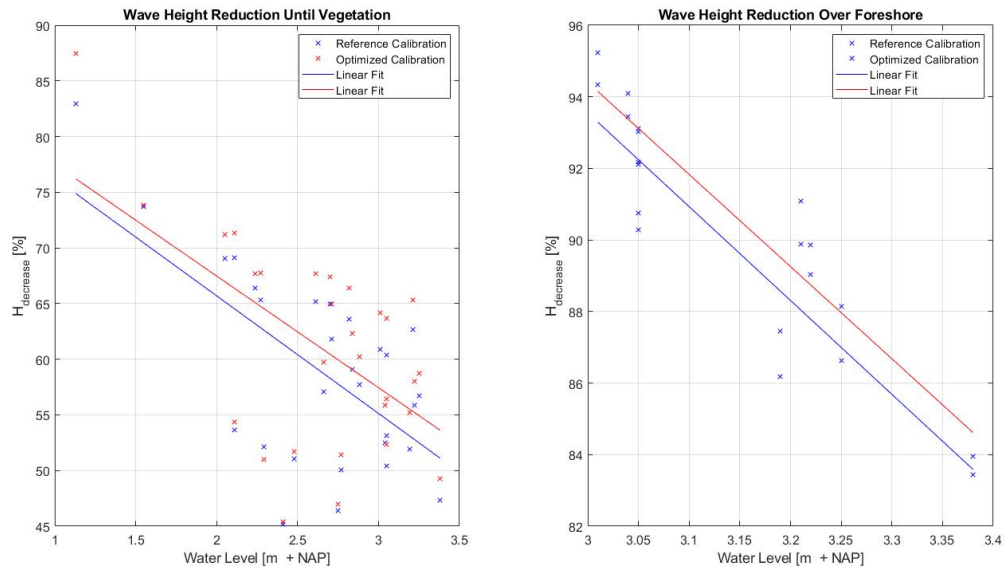 Wave Height Reduction Until Vegetation
90
85
80
75
70
65
60
55
50
45
H_decrease [%]
1
1.5
2
2.5
3
3.5
Water Level [m + NAP]
Reference Calibration
Optimized Calibration
Linear Fit
Linear Fit
Wave Height Reduction Over Foreshore
96
94
92
90
88
86
84
82
H_decrease [%]
3
3.05
3.1
3.15
3.2
3.25
3.3
3.35
3.4
Water Level [m + NAP]
Reference Calibration
Optimized Calibration
Linear Fit
Linear Fit